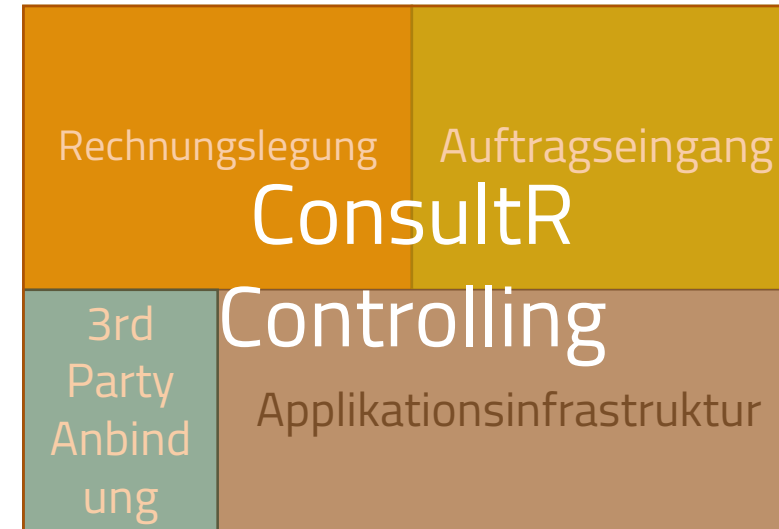 Rechnungslegung
Auftragseingang
ConsultR
Controlling
3rd
Party
Anbind
ung
Applikationsinfrastruktur